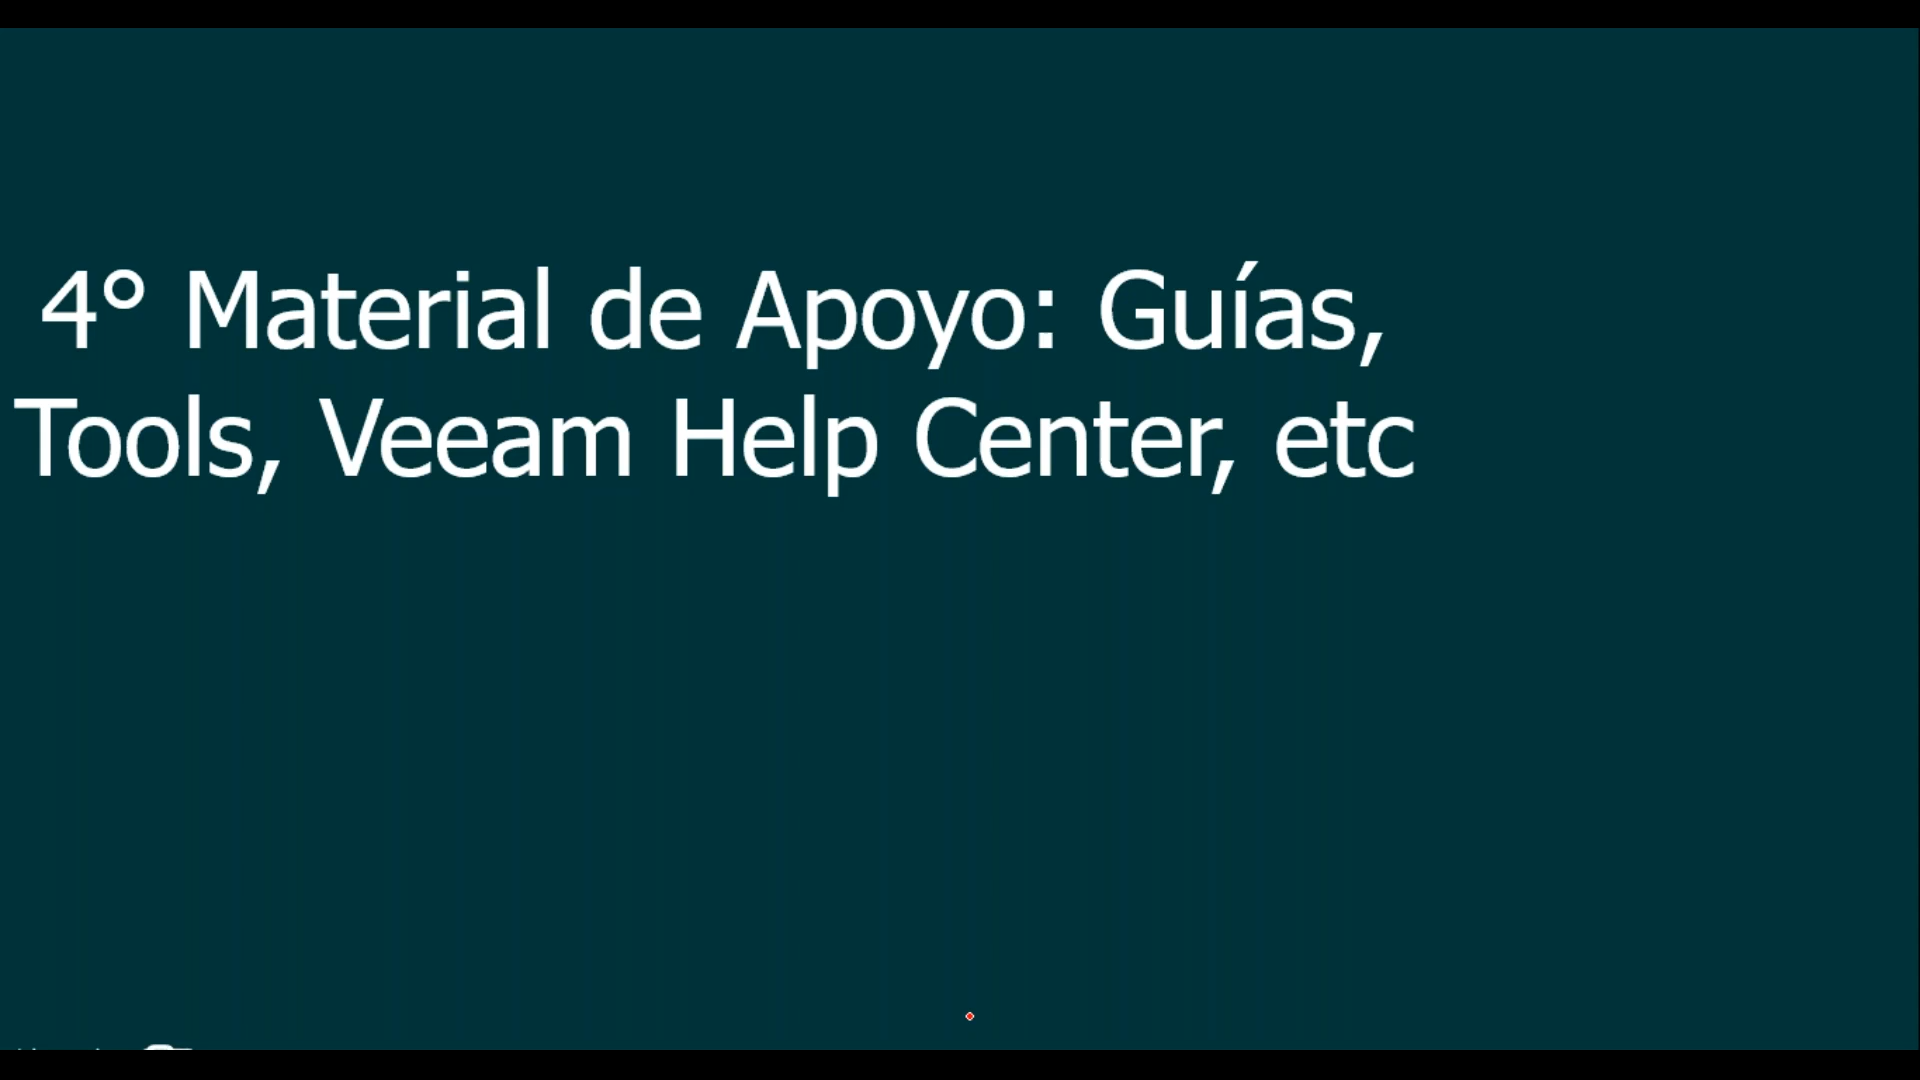 4° Material de Apoyo: Guías,
Tools, Veeam Help Center, etc